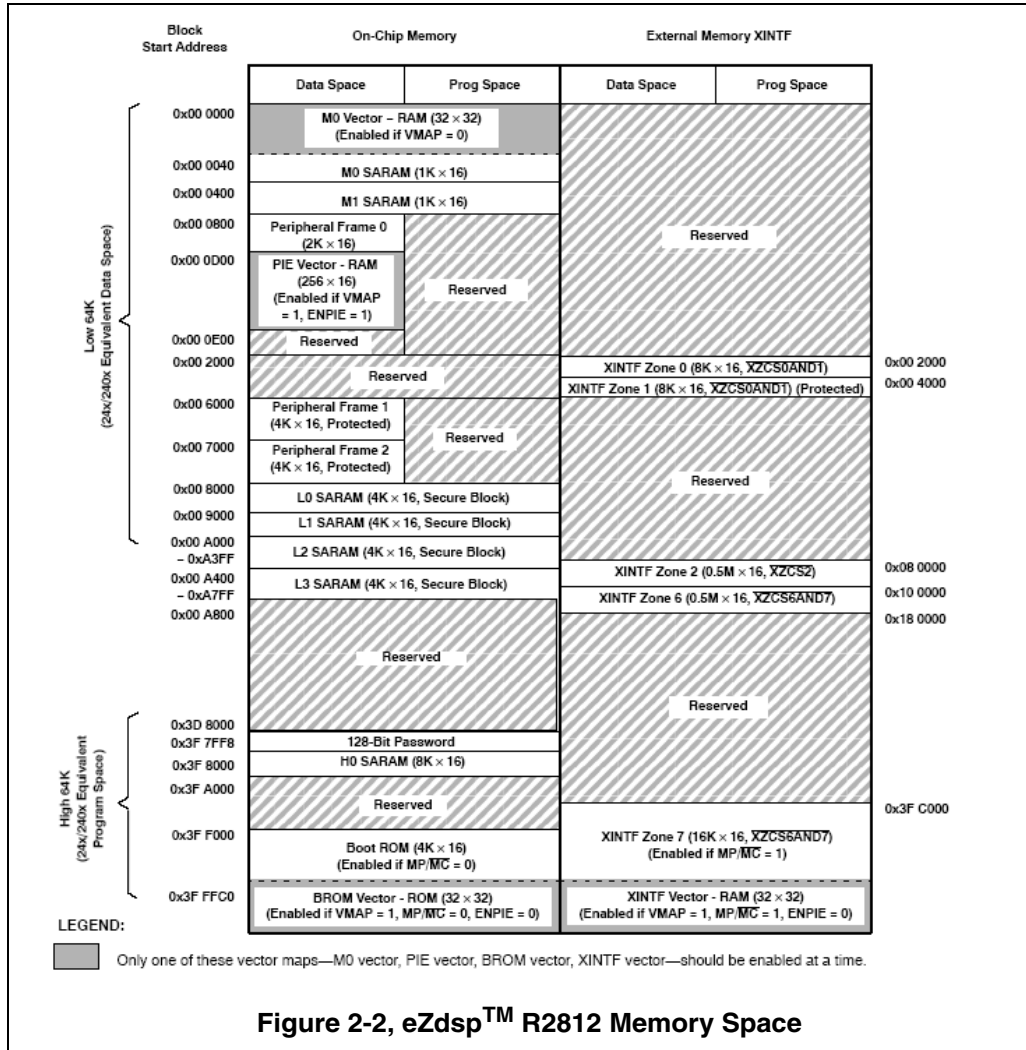 Block
Start Address
On-Chip Memory
External Memory XINTF
Data Space
Prog Space
Data Space
Prog Space
Low 64K
(24x/240x Equivalent Data Space)
0x00 0000
M0 Vector – RAM (32 × 32)
(Enabled if VMAP = 0)
0x00 0040
M0 SARAM (1K × 16)
0x00 0400
M1 SARAM (1K × 16)
0x00 0800
Peripheral Frame 0
(2K × 16)
0x00 0D00
PIE Vector - RAM
(256 × 16)
(Enabled if VMAP
= 1, ENPIE = 1)
Reserved
Reserved
0x00 0E00
Reserved
0x00 2000
Reserved
XINTF Zone 0 (8K × 16, XZCS0AND1)
0x00 2000
XINTF Zone 1 (8K × 16, XZCS0AND1) (Protected)
0x00 4000
0x00 6000
Peripheral Frame 1
(4K × 16, Protected)
Reserved
0x00 7000
Peripheral Frame 2
(4K × 16, Protected)
Reserved
0x00 8000
L0 SARAM (4K × 16, Secure Block)
0x00 9000
L1 SARAM (4K × 16, Secure Block)
0x00 A000
– 0xA3FF
L2 SARAM (4K × 16, Secure Block)
XINTF Zone 2 (0.5M × 16, XZCS2)
0x08 0000
0x00 A400
– 0xA7FF
L3 SARAM (4K × 16, Secure Block)
XINTF Zone 6 (0.5M × 16, XZCS6AND7)
0x10 0000
0x00 A800
0x18 0000
Reserved
Reserved
High 64K
(24x/240x Equivalent
Program Space)
0x3D 8000
0x3F 7FF8
128-Bit Password
0x3F 8000
H0 SARAM (8K × 16)
0x3F A000
Reserved
0x3F C000
0x3F F000
Boot ROM (4K × 16)
(Enabled if MP/MC = 0)
XINTF Zone 7 (16K × 16, XZCS6AND7)
(Enabled if MP/MC = 1)
0x3F FFC0
BROM Vector - ROM (32 × 32)
(Enabled if VMAP = 1, MP/MC = 0, ENPIE = 0)
XINTF Vector - RAM (32 × 32)
(Enabled if VMAP = 1, MP/MC = 1, ENPIE = 0)
LEGEND:
Only one of these vector maps—M0 vector, PIE vector, BROM vector, XINTF vector—should be enabled at a time.
Figure 2-2, eZdsp™ R2812 Memory Space